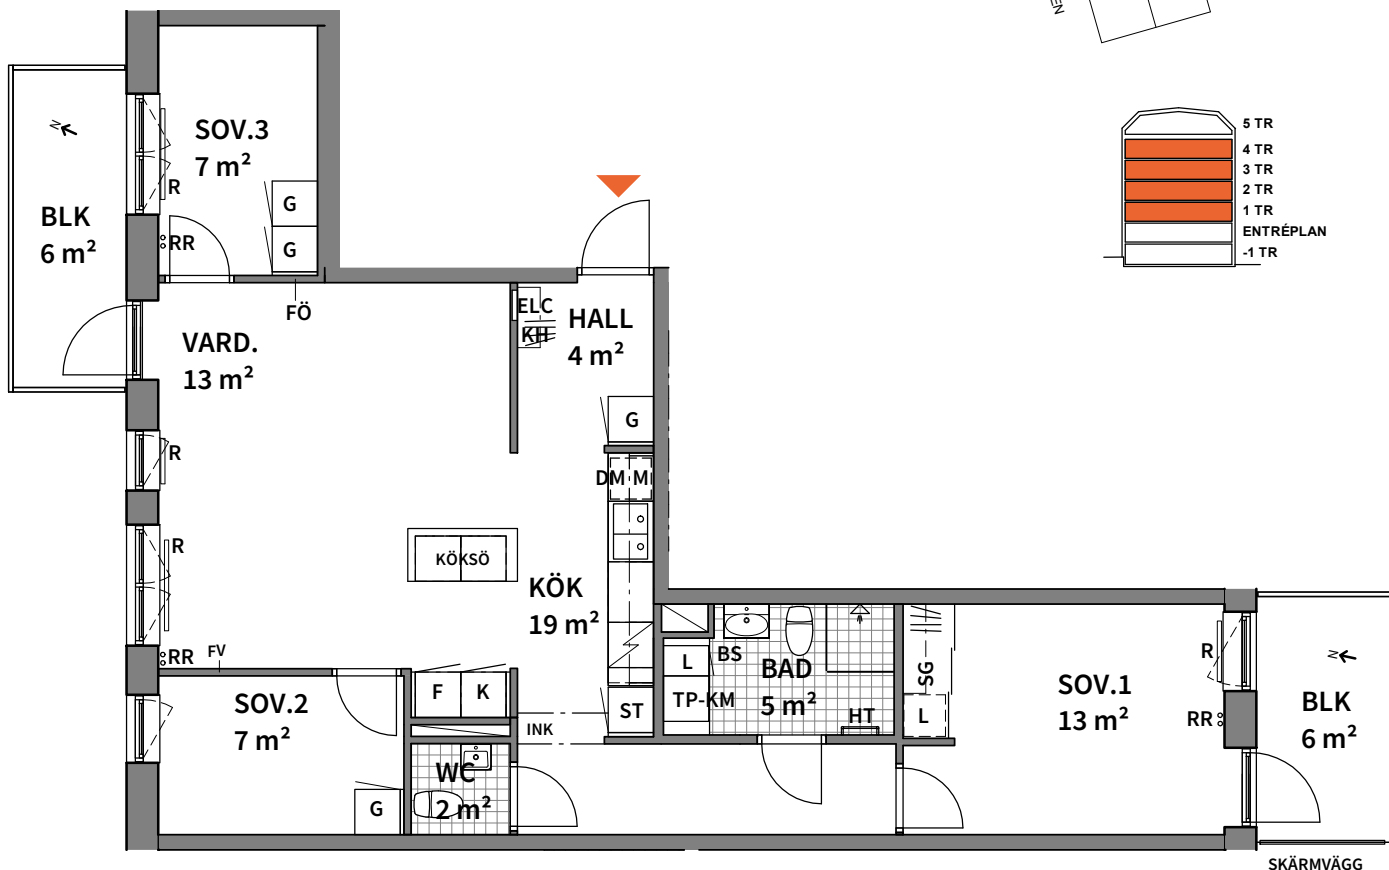 EN
5 TR
4 TR
3 TR
2 TR
1 TR
ENTRÉPLAN
-1 TR
SOV.3
7 m²
N
R
G
BLK
6 m²
RR
G
FÖ
ELC
KH
HALL
4 m²
VARD.
13 m²
G
R
DM M
R
KÖKSÖ
KÖK
19 m²
RR
FV
L
BS
BAD
5 m²
TP-KM
HT
SG
L
SOV.1
13 m²
R
RR
N
BLK
6 m²
F
K
ST
SOV.2
7 m²
INK
WC
2 m²
G
SKÄRMVÄGG